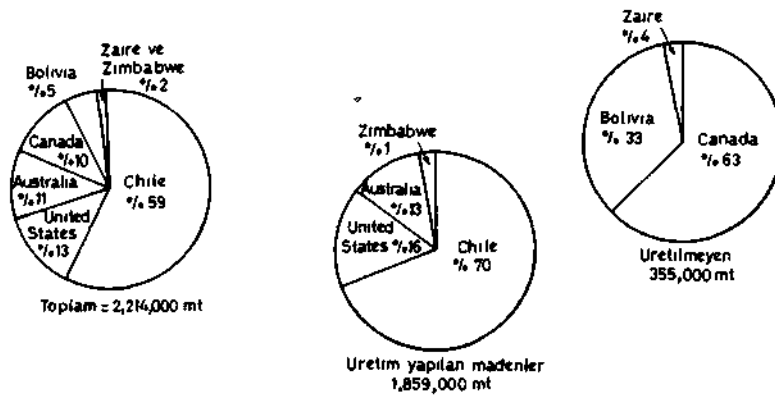 Zaire ve
Zimbabwe
%2
Bolivia
%5
Canada
%10
Australia
%11
United
States
%13
Chile
%59
Toplam = 2,214,000 mt
Zimbabwe
%1
Australia
%13
United
States %16
Chile
% 70
Uretim yapılan madenler
1,859,000 mt
Zaire
%4
Bolivia
% 33
Canada
% 63
Uretilmeyen
355,000 mt